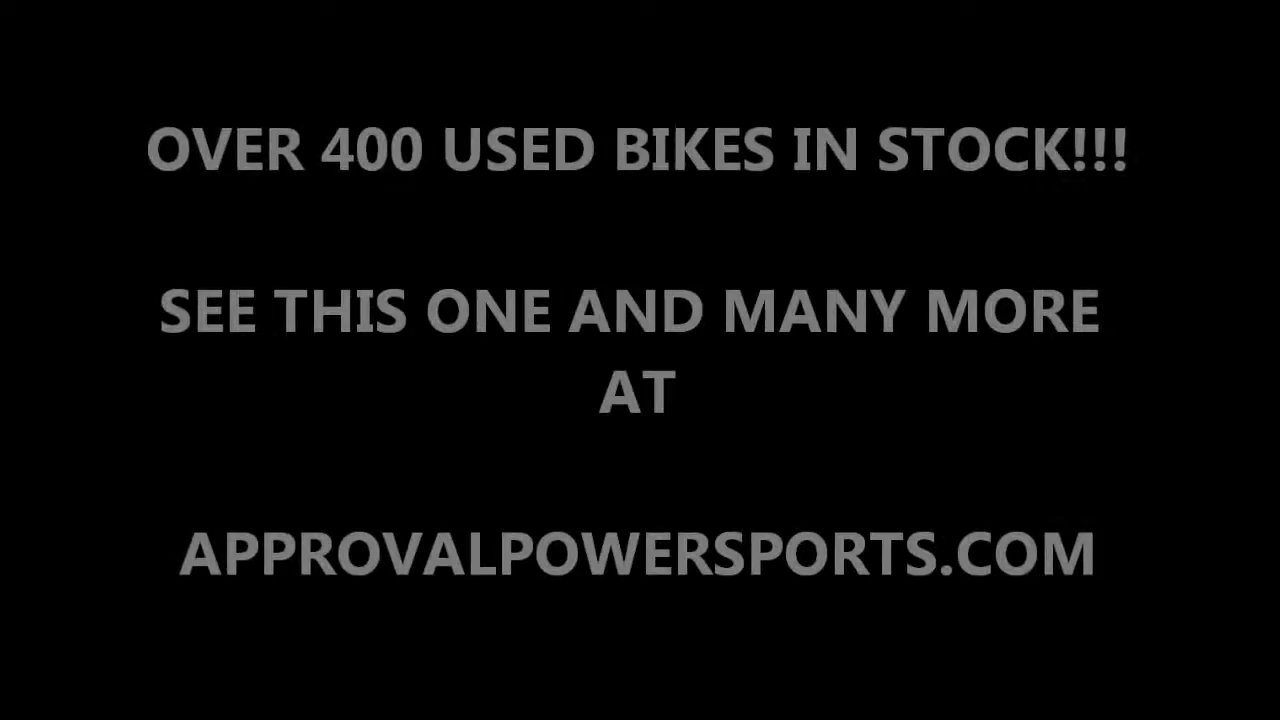 OVER 400 USED BIKES IN STOCK!!!
SEE THIS ONE AND MANY MORE
AT
APPROVALPOWERSPORTS.COM